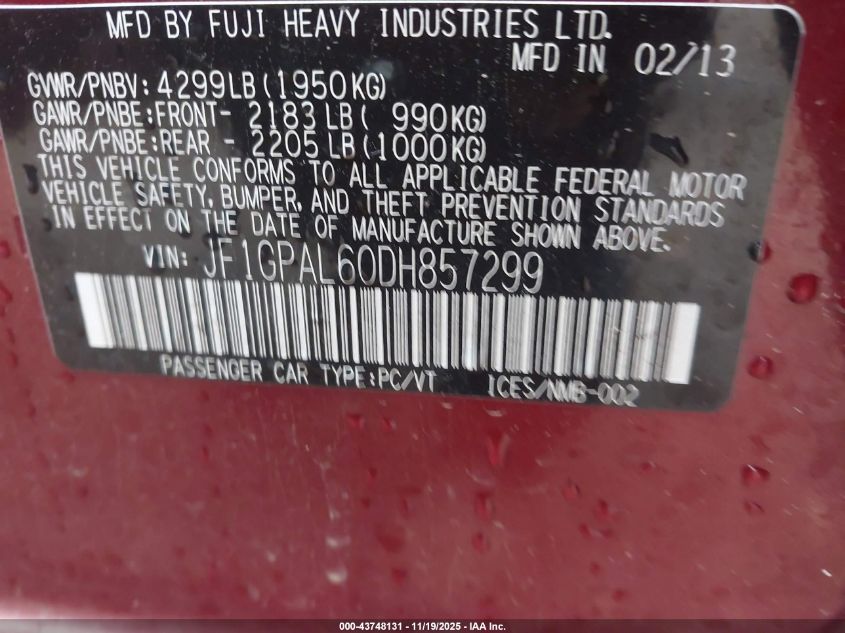 MFD BY FUJI HEAVY INDUSTRIES LTD.
MFD IN 02/13
GVWR/PNBV: 4299LB (1950KG)
GAWR/PNBE:FRONT- 2183 LB ( 990KG)
GAWR/PNBE:REAR - 2205 LB (1000KG)
THIS VEHICLE CONFORMS TO ALL APPLICABLE FEDERAL MOTOR
VEHICLE SAFETY, BUMPER, AND THEFT PREVENTION STANDARDS
IN EFFECT ON THE DATE OF MANUFACTURE SHOWN ABOVE.
VIN: JF1GPAL60DH857299
PASSENGER CAR TYPE:PC/VT ICES/NMB-002
000-43748131 - 11/19/2025 - IAA Inc.